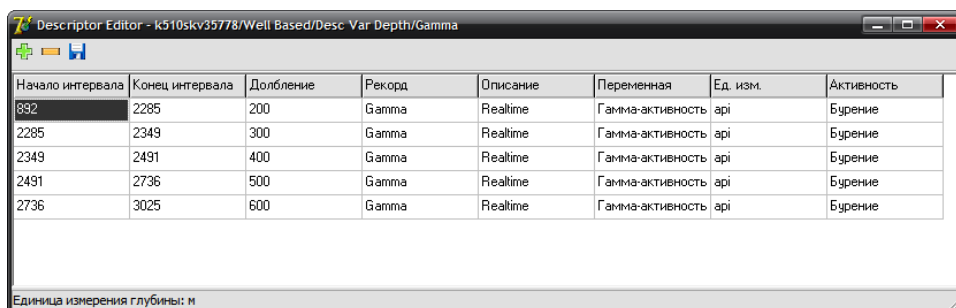 Descriptor Editor - k510skv35778/Well Based/Desc Var Depth/Gamma
Начало интервала Конец интервала Долбление Рекорд Описание Переменная Ед. изм. Активность
892 2285 200 Gamma Realtime Гамма-активность api Бурение
2285 2349 300 Gamma Realtime Гамма-активность api Бурение
2349 2491 400 Gamma Realtime Гамма-активность api Бурение
2491 2736 500 Gamma Realtime Гамма-активность api Бурение
2736 3025 600 Gamma Realtime Гамма-активность api Бурение
Единица измерения глубины: м